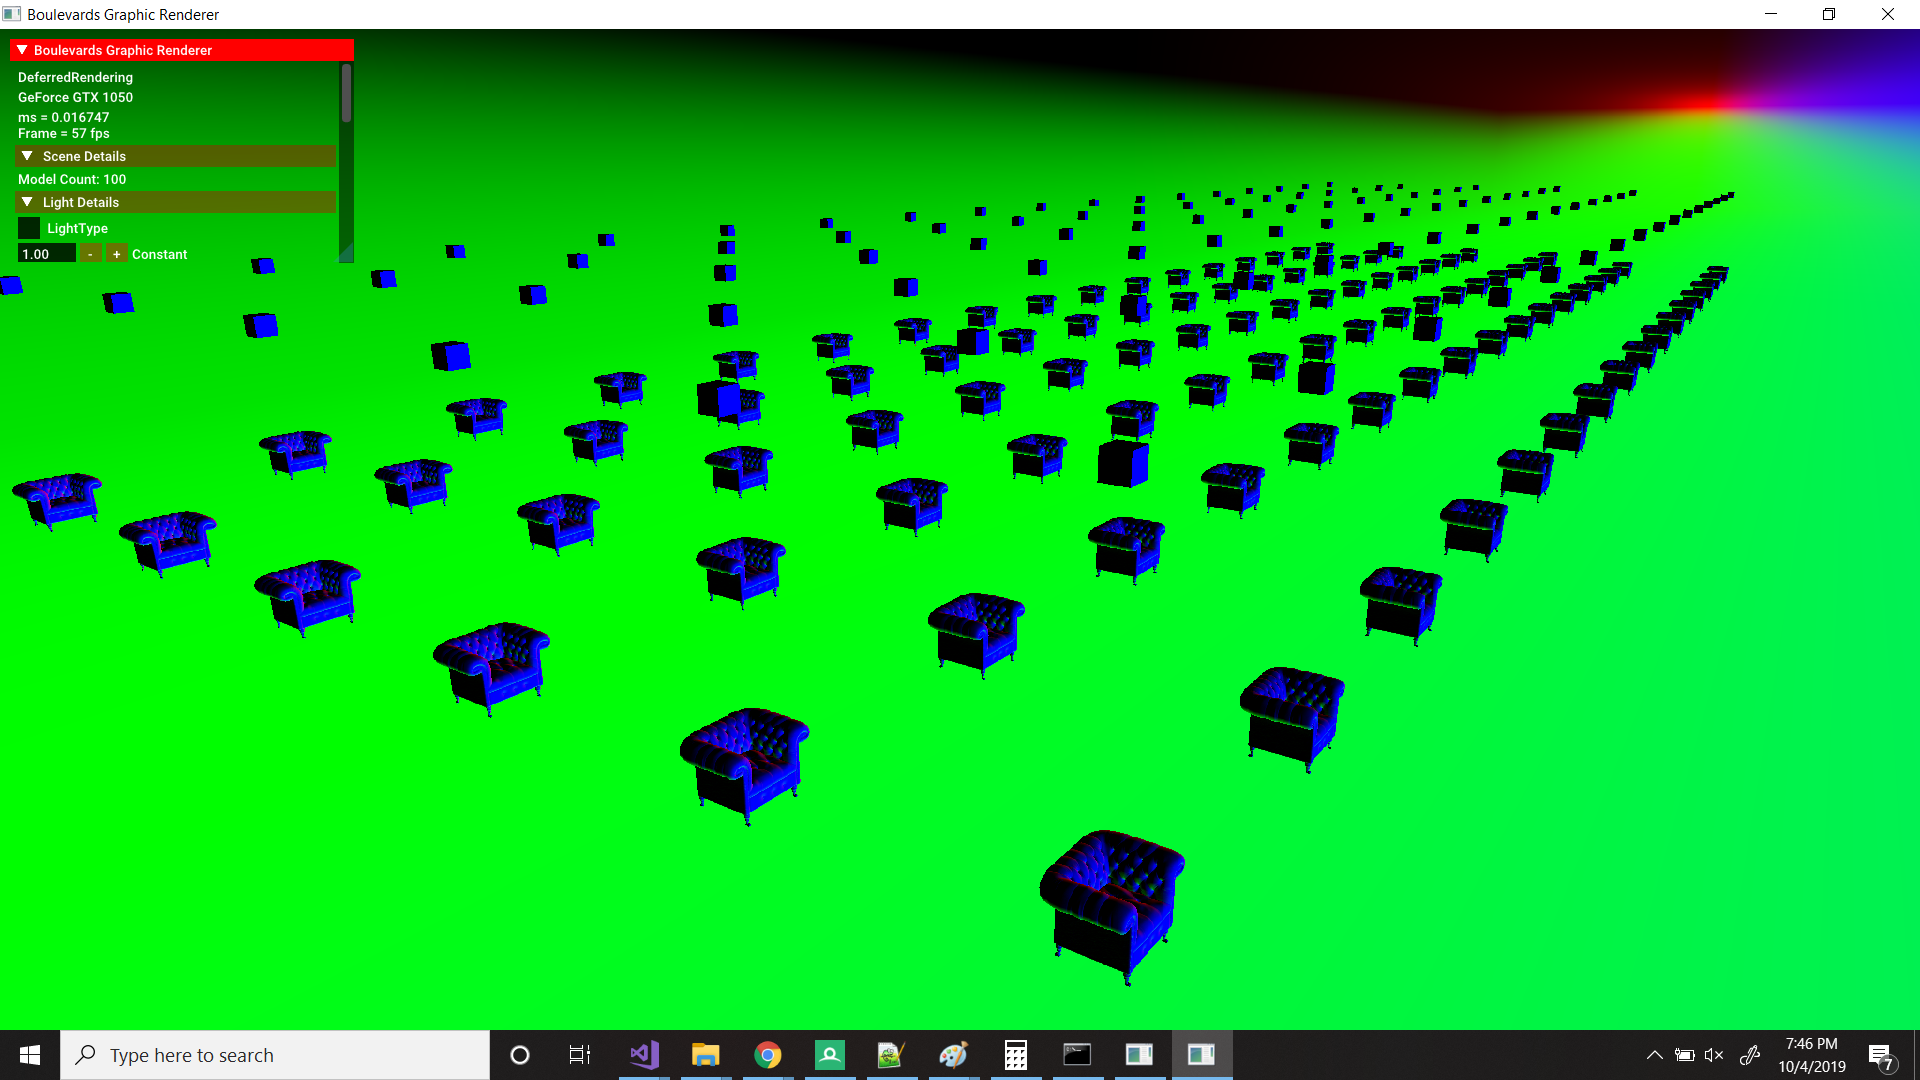 Boulevards Graphic Renderer
Boulevards Graphic Renderer
DeferredRendering
GeForce GTX 1050
ms = 0.016747
Frame = 57 fps
Scene Details
Model Count: 100
Light Details
LightType
1.00 - + Constant
Type here to search
7:46 PM
10/4/2019
7